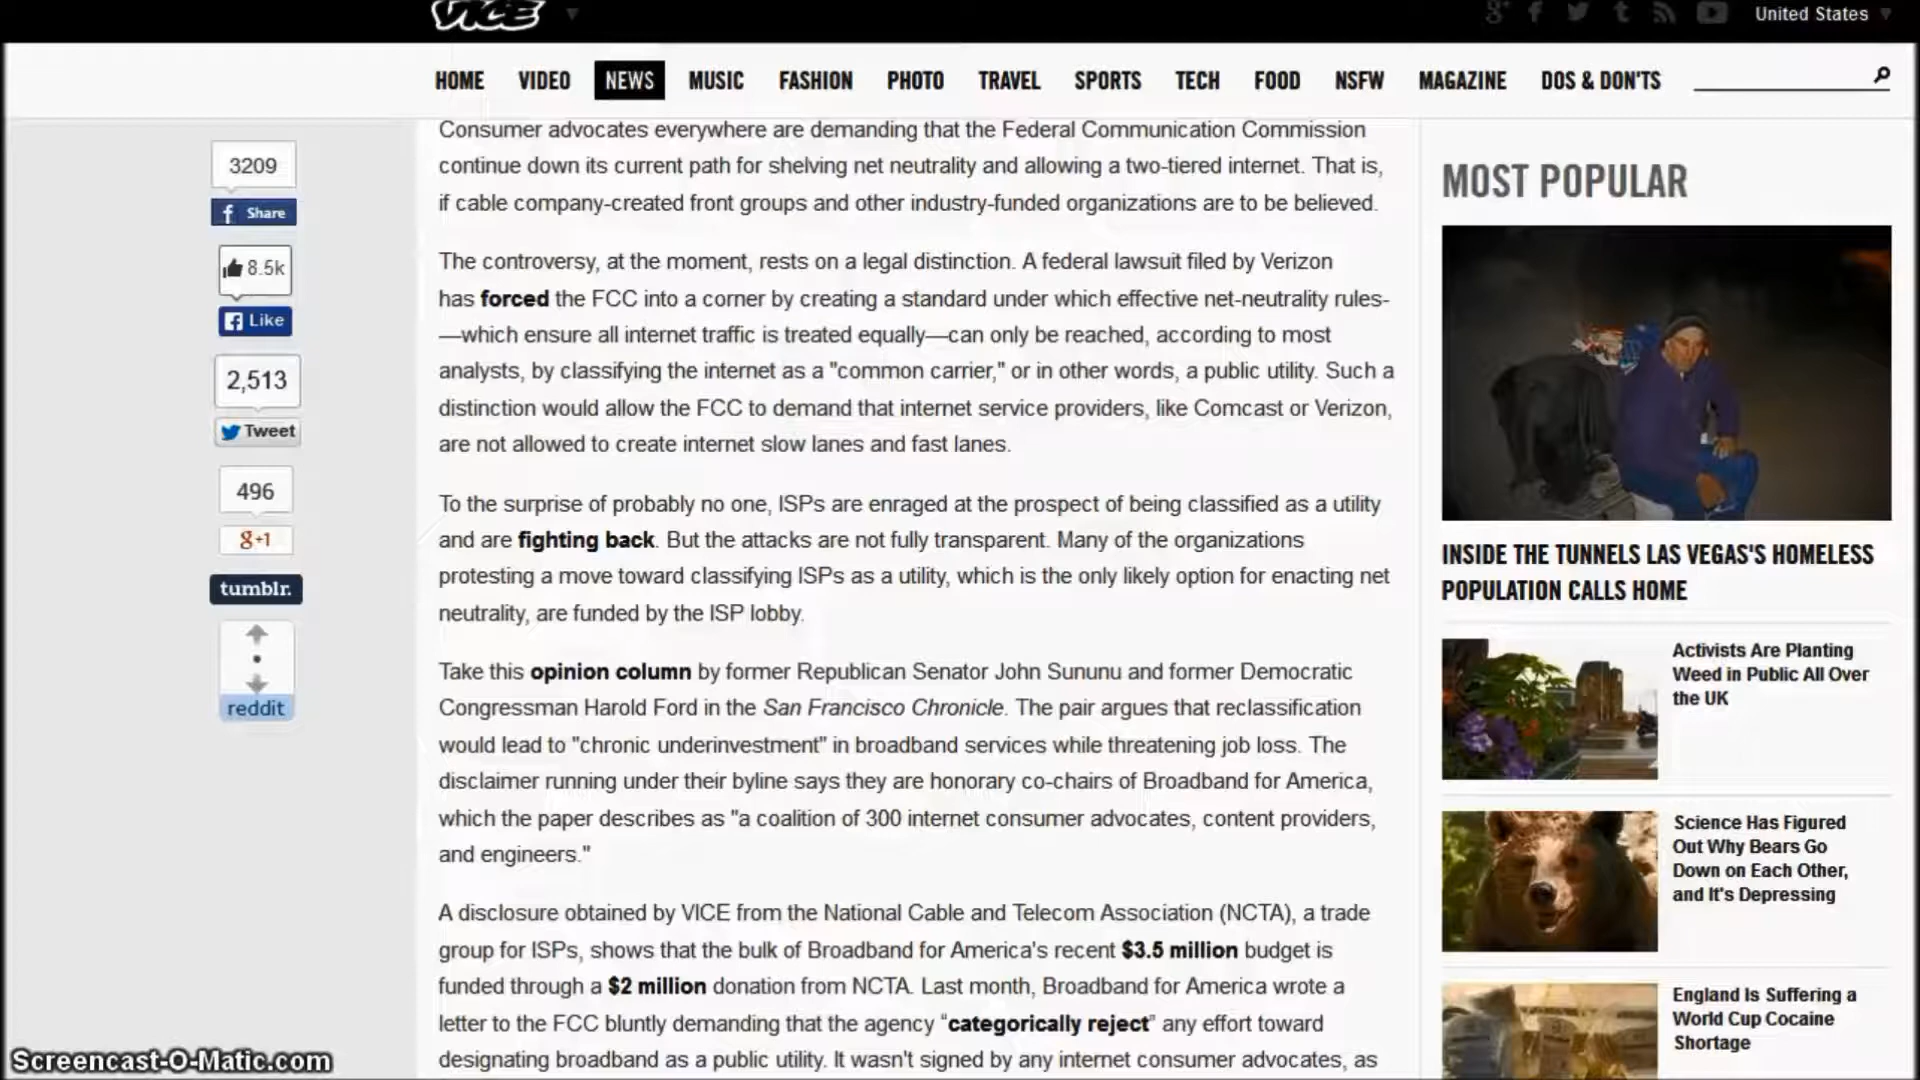 VICE
United States
HOME VIDEO NEWS MUSIC FASHION PHOTO TRAVEL SPORTS TECH FOOD NSFW MAGAZINE DOS & DON'TS
3209
Share
8.5k
Like
2,513
Tweet
496
g+1
tumblr.
reddit
Consumer advocates everywhere are demanding that the Federal Communication Commission
continue down its current path for shelving net neutrality and allowing a two-tiered internet. That is,
if cable company-created front groups and other industry-funded organizations are to be believed.
The controversy, at the moment, rests on a legal distinction. A federal lawsuit filed by Verizon
has forced the FCC into a corner by creating a standard under which effective net-neutrality rules-
—which ensure all internet traffic is treated equally—can only be reached, according to most
analysts, by classifying the internet as a "common carrier," or in other words, a public utility. Such a
distinction would allow the FCC to demand that internet service providers, like Comcast or Verizon,
are not allowed to create internet slow lanes and fast lanes.
To the surprise of probably no one, ISPs are enraged at the prospect of being classified as a utility
and are fighting back. But the attacks are not fully transparent. Many of the organizations
protesting a move toward classifying ISPs as a utility, which is the only likely option for enacting net
neutrality, are funded by the ISP lobby.
Take this opinion column by former Republican Senator John Sununu and former Democratic
Congressman Harold Ford in the San Francisco Chronicle. The pair argues that reclassification
would lead to "chronic underinvestment" in broadband services while threatening job loss. The
disclaimer running under their byline says they are honorary co-chairs of Broadband for America,
which the paper describes as "a coalition of 300 internet consumer advocates, content providers,
and engineers."
A disclosure obtained by VICE from the National Cable and Telecom Association (NCTA), a trade
group for ISPs, shows that the bulk of Broadband for America's recent $3.5 million budget is
funded through a $2 million donation from NCTA. Last month, Broadband for America wrote a
letter to the FCC bluntly demanding that the agency “categorically reject” any effort toward
designating broadband as a public utility. It wasn't signed by any internet consumer advocates, as
MOST POPULAR
INSIDE THE TUNNELS LAS VEGAS'S HOMELESS
POPULATION CALLS HOME
Activists Are Planting
Weed in Public All Over
the UK
Science Has Figured
Out Why Bears Go
Down on Each Other,
and It's Depressing
England Is Suffering a
World Cup Cocaine
Shortage
Screencast-O-Matic.com